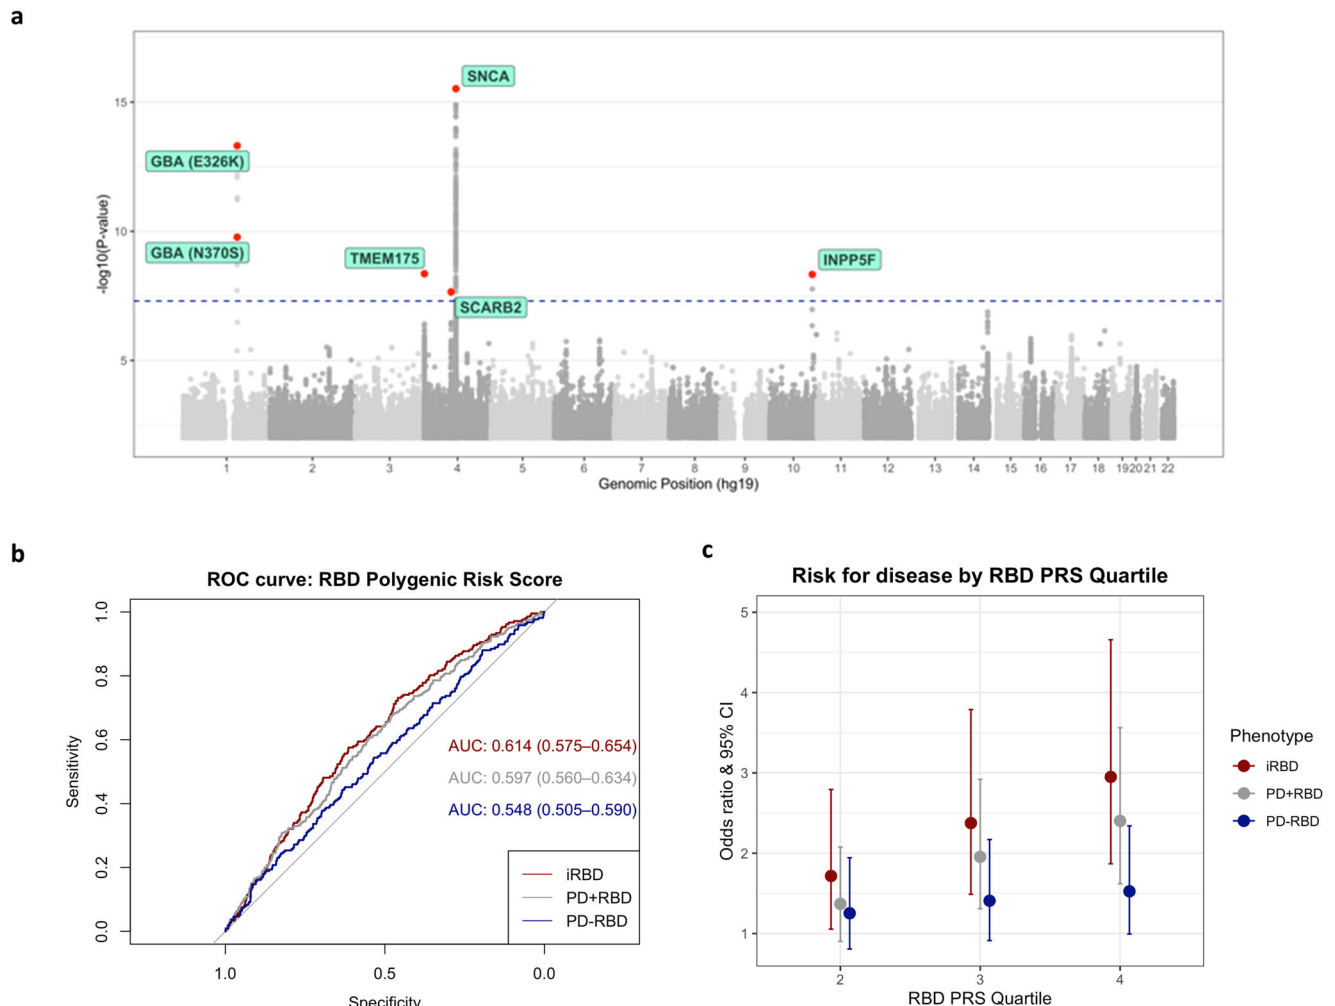 a
SNCA
GBA (E326K)
GBA (N370S)
TMEM175
SCARB2
INPP5F
-log10(P-value)
15
10
5
1 2 3 4 5 6 7 8 9 10 11 12 13 14 15 16 17 18 19 20 21 22
Genomic Position (hg19)
b
ROC curve: RBD Polygenic Risk Score
Sensitivity
1.0
0.8
0.6
0.4
0.2
0.0
AUC: 0.614 (0.575–0.654)
AUC: 0.597 (0.560–0.634)
AUC: 0.548 (0.505–0.590)
iRBD
PD+RBD
PD-RBD
1.0 0.5 0.0
Specificity
c
Risk for disease by RBD PRS Quartile
Odds ratio & 95% CI
5
4
3
2
1
2 3 4
RBD PRS Quartile
Phenotype
iRBD
PD+RBD
PD-RBD